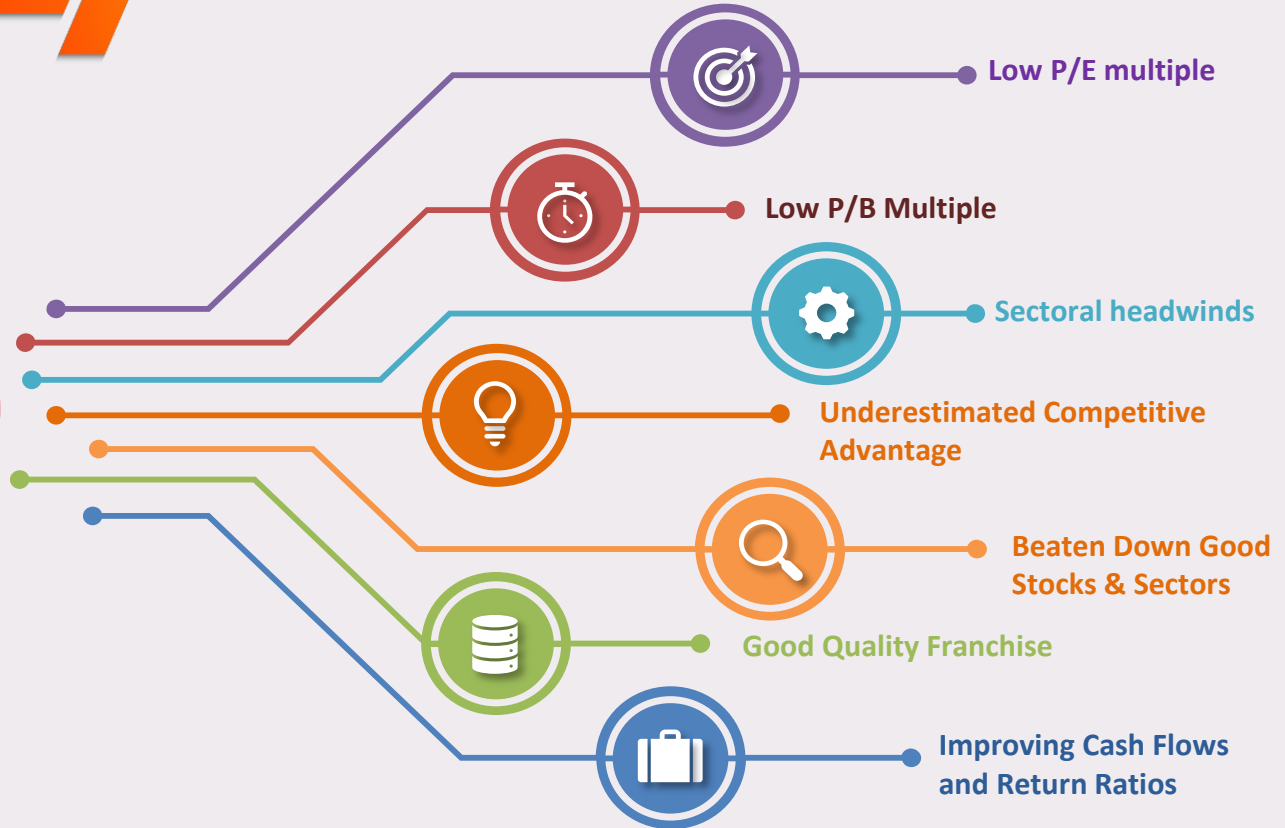 Low P/E multiple
Low P/B Multiple
Sectoral headwinds
Underestimated Competitive
Advantage
Beaten Down Good
Stocks & Sectors
Good Quality Franchise
Improving Cash Flows
and Return Ratios